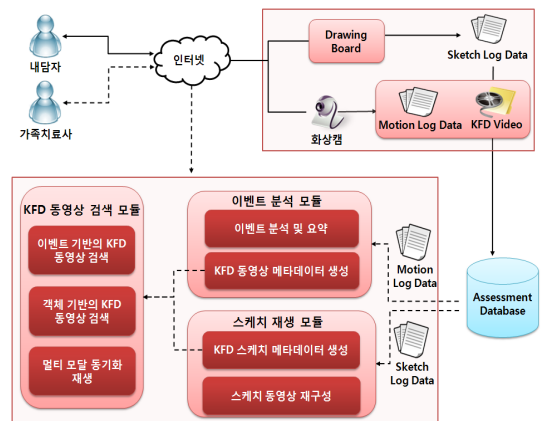 내담자
가족치료사
인터넷
Drawing
Board
Sketch Log Data
화상캠
Motion Log Data
KFD Video
KFD 동영상 검색 모듈
이벤트 기반의 KFD
동영상 검색
객체 기반의 KFD
동영상 검색
멀티 모달 동기화
재생
이벤트 분석 모듈
이벤트 분석 및 요약
KFD 동영상 메타데이터 생성
스케치 재생 모듈
KFD 스케치 메타데이터 생성
스케치 동영상 재구성
Motion
Log Data
Sketch
Log Data
Assessment
Database